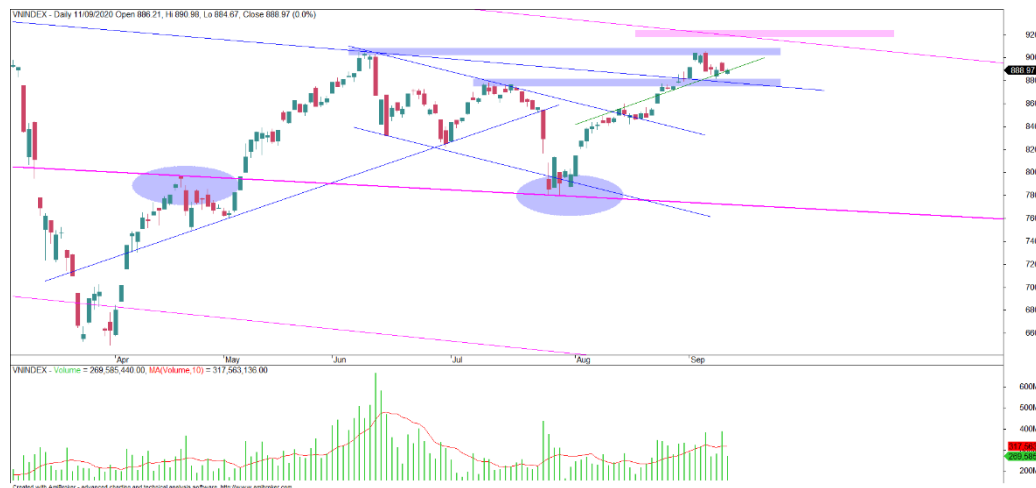 VNINDEX - Daily 11/09/2020 Open 886.21, Hi 890.98, Lo 884.67, Close 888.97 (0.0%)
920
900
888.97
880
860
840
820
800
780
760
740
720
700
680
660
Apr May Jun Jul Aug Sep
VNINDEX - Volume = 269,585,440.00, MA(Volume,10) = 317,563,136.00
600M
500M
400M
317,563
269,585
200M
Created with AmiBroker - advanced charting and technical analysis software. http://www.amibroker.com